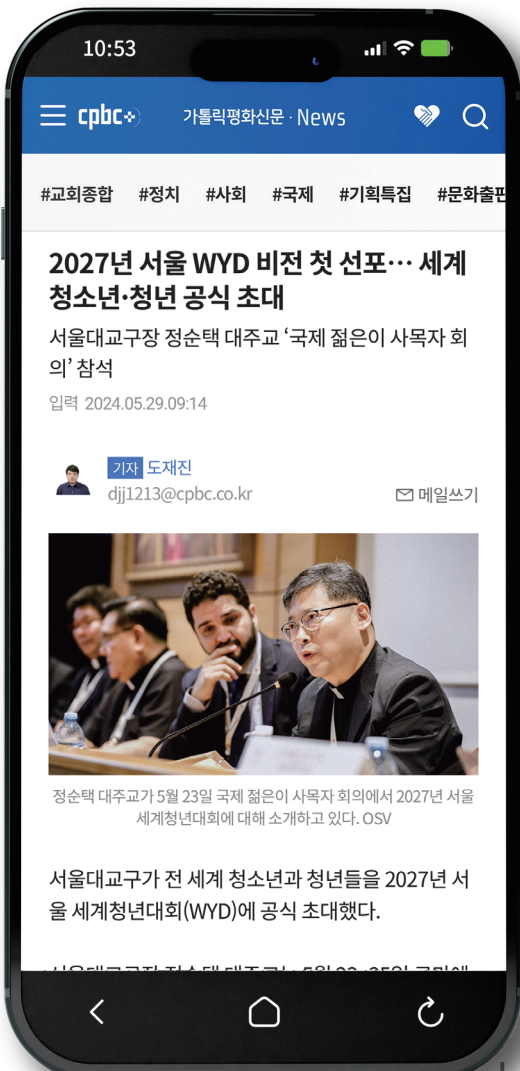 10:53
cpbc
가톨릭평화신문 · News
#교회종합 #정치 #사회 #국제 #기획특집 #문화출판
2027년 서울 WYD 비전 첫 선포… 세계
청소년·청년 공식 초대
서울대교구장 정순택 대주교 ‘국제 젊은이 사목자 회
의’ 참석
입력 2024.05.29.09:14
기자 도재진
djj1213@cpbc.co.kr
메일쓰기
정순택 대주교가 5월 23일 국제 젊은이 사목자 회의에서 2027년 서울
세계청년대회에 대해 소개하고 있다. OSV
서울대교구가 전 세계 청소년과 청년들을 2027년 서
울 세계청년대회(WYD)에 공식 초대했다.